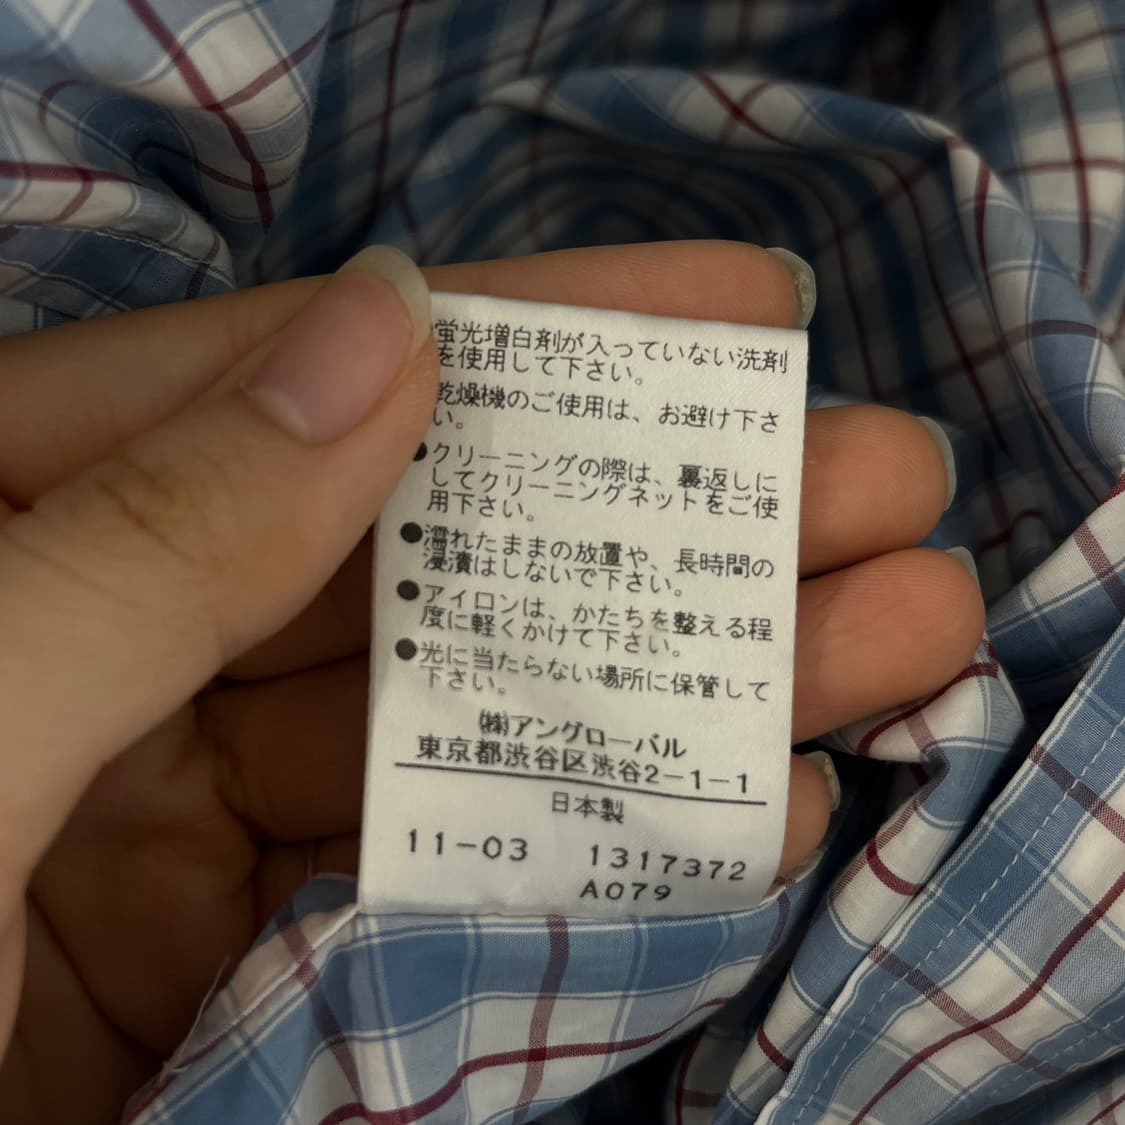 蛍光増白剤が入っていない洗剤
を使用して下さい。
乾燥機のご使用は、お避け下さ
い。
●クリーニングの際は、裏返しに
してクリーニングネットをご使
用下さい。
●濡れたままの放置や、長時間の
浸漬はしないで下さい。
●アイロンは、かたちを整える程
度に軽くかけて下さい。
●光に当たらない場所に保管して
下さい。
㈱アングローバル
東京都渋谷区渋谷2-1-1
日本製
11-03 1317372
A079